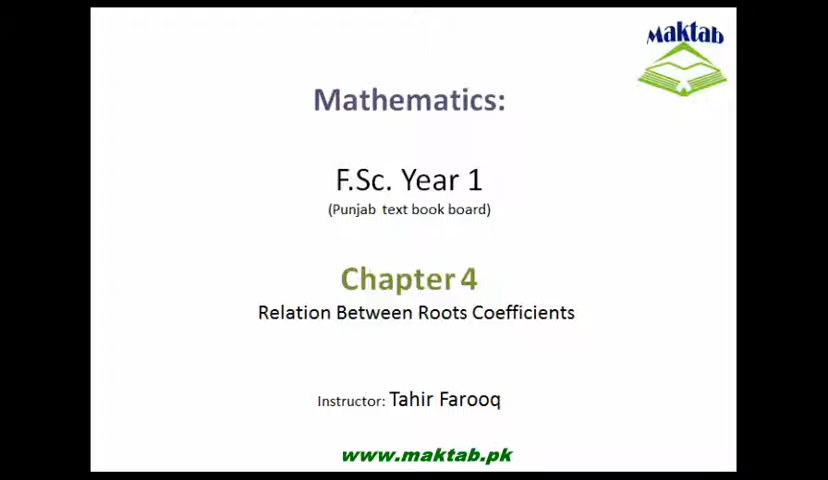 Maktab
Mathematics:
F.Sc. Year 1
(Punjab text book board)
Chapter 4
Relation Between Roots Coefficients
Instructor: Tahir Farooq
www.maktab.pk